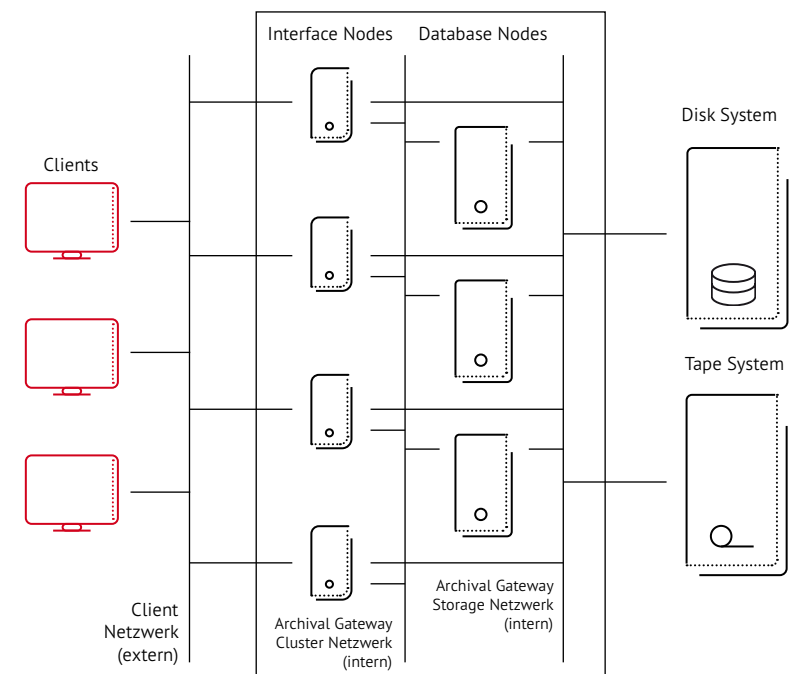 Interface Nodes
Database Nodes
Disk System
Clients
Tape System
Client
Netzwerk
(extern)
Archival Gateway
Cluster Netzwerk
(intern)
Archival Gateway
Storage Netzwerk
(intern)